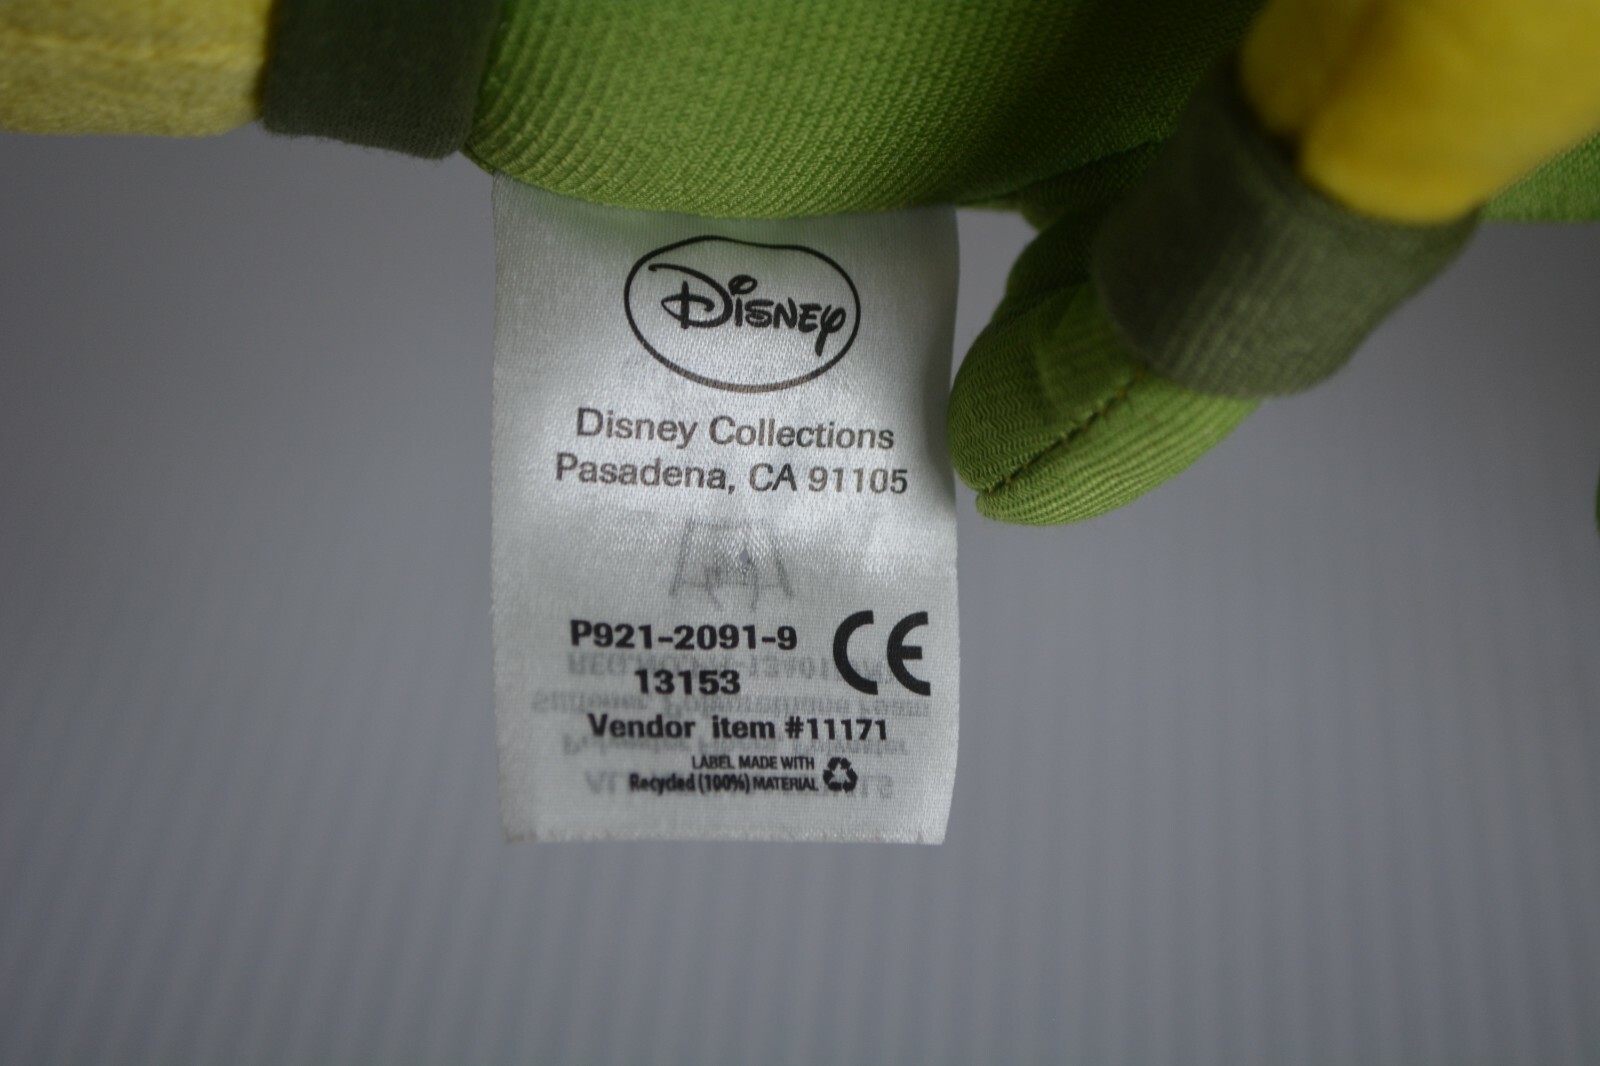 Disney
Disney Collections
Pasadena, CA 91105
P921-2091-9
CE
13153
Vendor item #11171
LABEL MADE WITH
Recycled (100%) MATERIAL